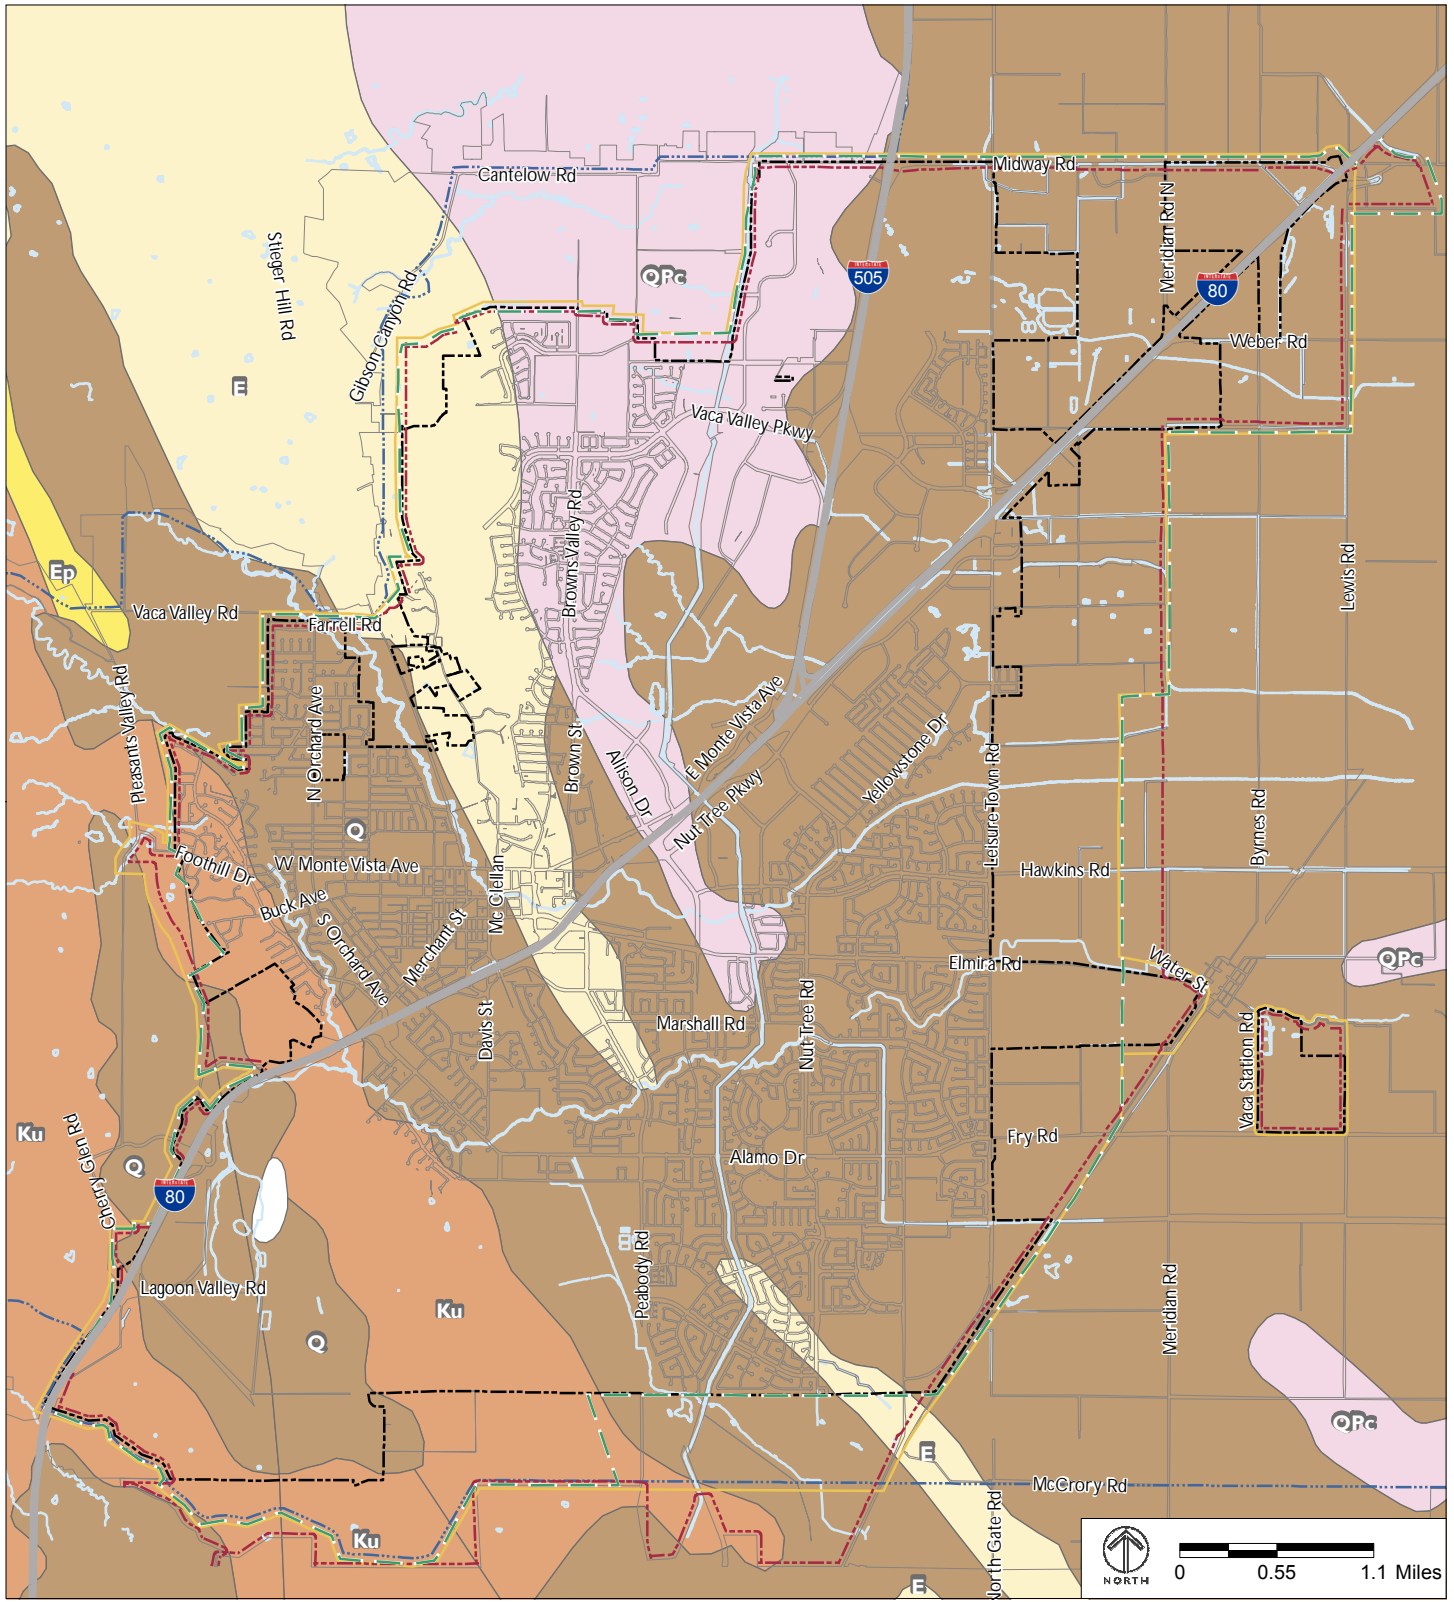 Cantelow Rd
Midway Rd
Meridian Rd N
Stieger Hill Rd
Gibson Canyon Rd
QPc
INTERSTATE
505
INTERSTATE
80
Weber Rd
E
Vaca Valley Pkwy
Browns Valley Rd
Ep
Vaca Valley Rd
Farrell Rd
Lewis Rd
Pleasants Valley Rd
N Orchard Ave
Brown St
Allison Dr
E Monte Vista Ave
Nut Tree Pkwy
Yellowstone Dr
Leisure Town Rd
Byrnes Rd
Q
Foothill Dr
W Monte Vista Ave
Buck Ave
S Orchard Ave
Merchant St
Mc Clellan
Hawkins Rd
Elmira Rd
Water St
QPc
Davis St
Marshall Rd
Nut Tree Rd
Vaca Station Rd
Ku
Cherry Glen Rd
Q
Fry Rd
Alamo Dr
INTERSTATE
80
Lagoon Valley Rd
Peabody Rd
Meridian Rd
Ku
Q
QPc
E
McCrory Rd
North Gate Rd
Ku
E
NORTH
0 0.55 1.1 Miles